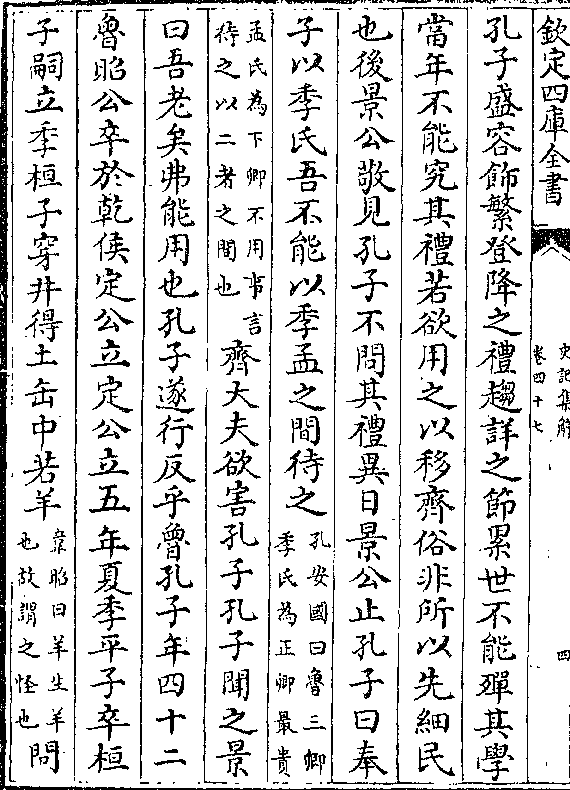 欽定四庫全書
史記集解
卷四十七
四
孔子盛容飾繁登降之禮趨詳之節累世不能殫其學
當年不能究其禮若欲用之以移齊俗非所以先細民
也後景公敬見孔子不問其禮異日景公止孔子曰奉
子以季氏吾不能以季孟之間待之
孔安國曰魯三卿
季氏為正卿最貴
孟氏為下卿不用事言
待之以二者之間也
齊大夫欲害孔子孔子聞之景
曰吾老矣弗能用也孔子遂行反乎魯孔子年四十二
魯昭公卒於乾侯定公立定公立五年夏季平子卒桓
子嗣立季桓子穿井得土缶中若羊
韋昭曰羊生羊
也故謂之怪也
問